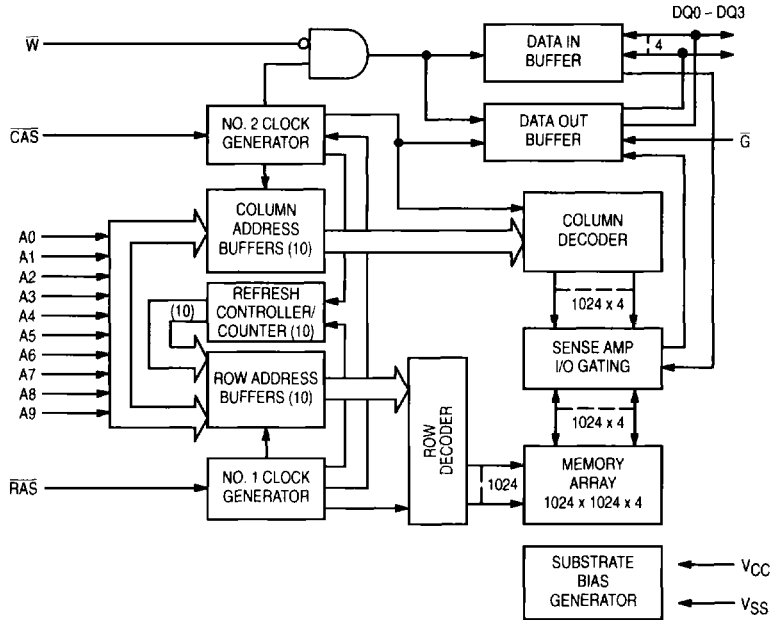 DQ0 – DQ3
W̅
DATA IN
BUFFER
4
C̅A̅S̅
NO. 2 CLOCK
GENERATOR
DATA OUT
BUFFER
G̅
COLUMN
ADDRESS
BUFFERS (10)
COLUMN
DECODER
A0
A1
A2
A3
A4
A5
A6
A7
A8
A9
(10)
REFRESH
CONTROLLER/
COUNTER (10)
1024 x 4
SENSE AMP
I/O GATING
ROW ADDRESS
BUFFERS (10)
1024 x 4
ROW
DECODER
R̅A̅S̅
NO. 1 CLOCK
GENERATOR
1024
MEMORY
ARRAY
1024 x 1024 x 4
SUBSTRATE
BIAS
GENERATOR
VCC
VSS